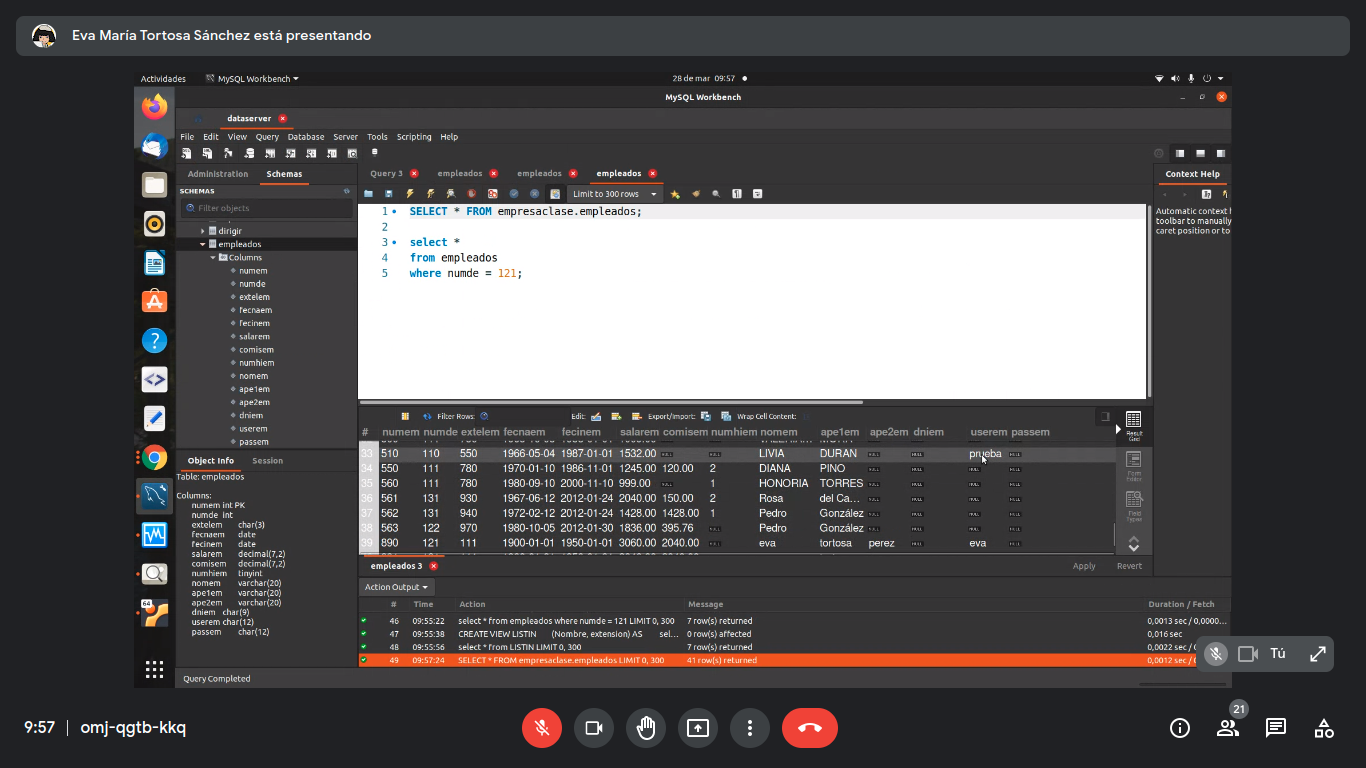 Eva María Tortosa Sánchez está presentando
Actividades MySQL Workbench 28 de mar 09:57
MySQL Workbench
dataserver
File Edit View Query Database Server Tools Scripting Help
Administration Schemas
Query 3 empleados empleados empleados
Context Help
SCHEMAS
Limit to 300 rows
Filter objects
Automatic context h
toolbar to manually
caret position or to
dirigir
empleados
Columns
numem
numde
extelem
fecnaem
fecinem
salarem
comisem
numhiem
nomem
ape1em
ape2em
dniem
userem
passem
1 SELECT * FROM empresaclase.empleados;
2
3 select *
4 from empleados
5 where numde = 121;
Filter Rows: Edit: Export/Import: Wrap Cell Content:
# numem numde extelem fecnaem fecinem salarem comisem numhiem nomem ape1em ape2em dniem userem passem
33 510 110 550 1966-05-04 1987-01-01 1532.00 NULL NULL LIVIA DURAN NULL NULL prueba NULL
34 550 111 780 1970-01-10 1986-11-01 1245.00 120.00 2 DIANA PINO NULL NULL NULL NULL
35 560 111 780 1980-09-10 2000-11-10 999.00 NULL 1 HONORIA TORRES NULL NULL NULL NULL
36 561 131 930 1967-06-12 2012-01-24 2040.00 150.00 2 Rosa del Ca... NULL NULL NULL NULL
37 562 131 940 1972-02-12 2012-01-24 1428.00 1428.00 1 Pedro González NULL NULL NULL NULL
38 563 122 970 1980-10-05 2012-01-30 1836.00 395.76 NULL Pedro González NULL NULL NULL NULL
39 890 121 111 1900-01-01 1950-01-01 3060.00 2040.00 NULL eva tortosa perez NULL eva NULL
Result
Grid
Form
Editor
Field
Types
Object Info Session
Table: empleados
Columns:
numem int PK
numde int
extelem char(3)
fecnaem date
fecinem date
salarem decimal(7,2)
comisem decimal(7,2)
numhiem tinyint
nomem varchar(20)
ape1em varchar(20)
ape2em varchar(20)
dniem char(9)
userem char(12)
passem char(12)
empleados 3 Apply Revert
Action Output
# Time Action Message Duration / Fetch
46 09:55:22 select * from empleados where numde = 121 LIMIT 0, 300 7 row(s) returned 0,0013 sec / 0,0000...
47 09:55:38 CREATE VIEW LISTIN (Nombre, extension) AS sel... 0 row(s) affected 0,016 sec
48 09:55:56 select * from LISTIN LIMIT 0, 300 7 row(s) returned 0,0022 sec /
49 09:57:24 SELECT * FROM empresaclase.empleados LIMIT 0, 300 41 row(s) returned 0,0012 sec /
Query Completed
64
Tú
21
9:57 | omj-qgtb-kkq